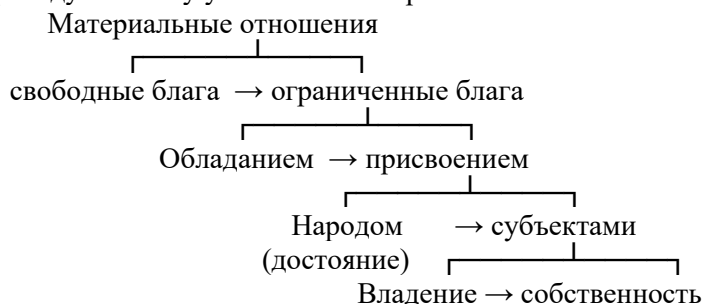 Материальные отношения
свободные блага → ограниченные блага
Обладанием → присвоением
Народом → субъектами
(достояние)
Владение → собственность